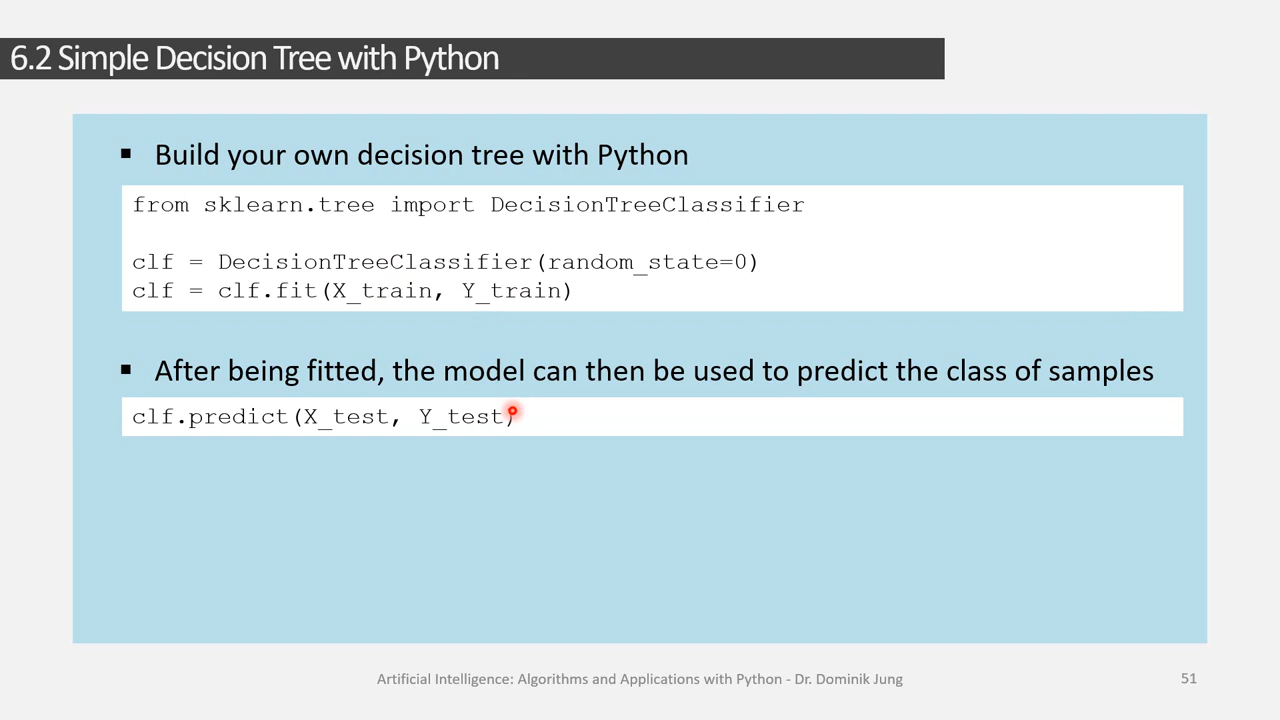 6.2 Simple Decision Tree with Python
▪ Build your own decision tree with Python
from sklearn.tree import DecisionTreeClassifier
clf = DecisionTreeClassifier(random_state=0)
clf = clf.fit(X_train, Y_train)
▪ After being fitted, the model can then be used to predict the class of samples
clf.predict(X_test, Y_test)
Artificial Intelligence: Algorithms and Applications with Python - Dr. Dominik Jung
51